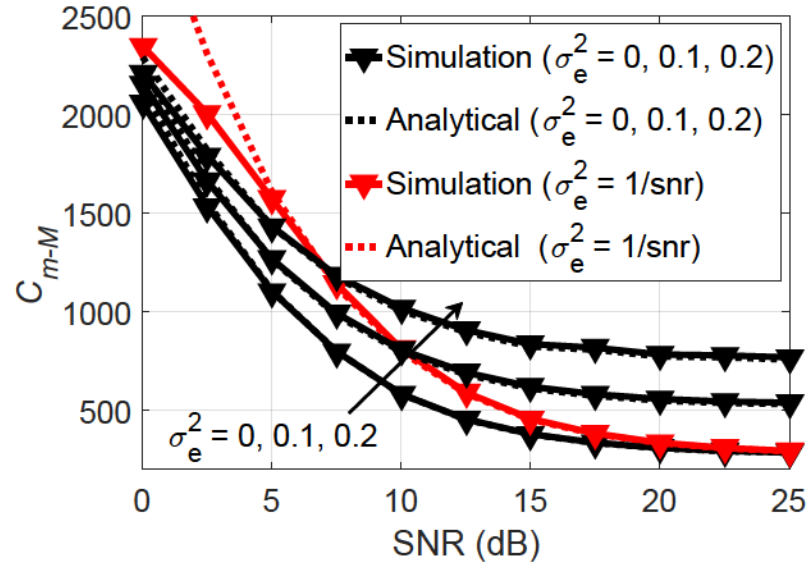 2500
2000
1500
1000
500
C_{m-M}
Simulation (σ_e^2 = 0, 0.1, 0.2)
Analytical (σ_e^2 = 0, 0.1, 0.2)
Simulation (σ_e^2 = 1/snr)
Analytical (σ_e^2 = 1/snr)
σ_e^2 = 0, 0.1, 0.2
0 5 10 15 20 25
SNR (dB)